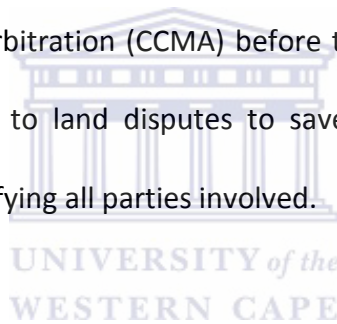 rbitration (CCMA) before t
to land disputes to save
fying all parties involved.
UNIVERSITY of the
WESTERN CAPE